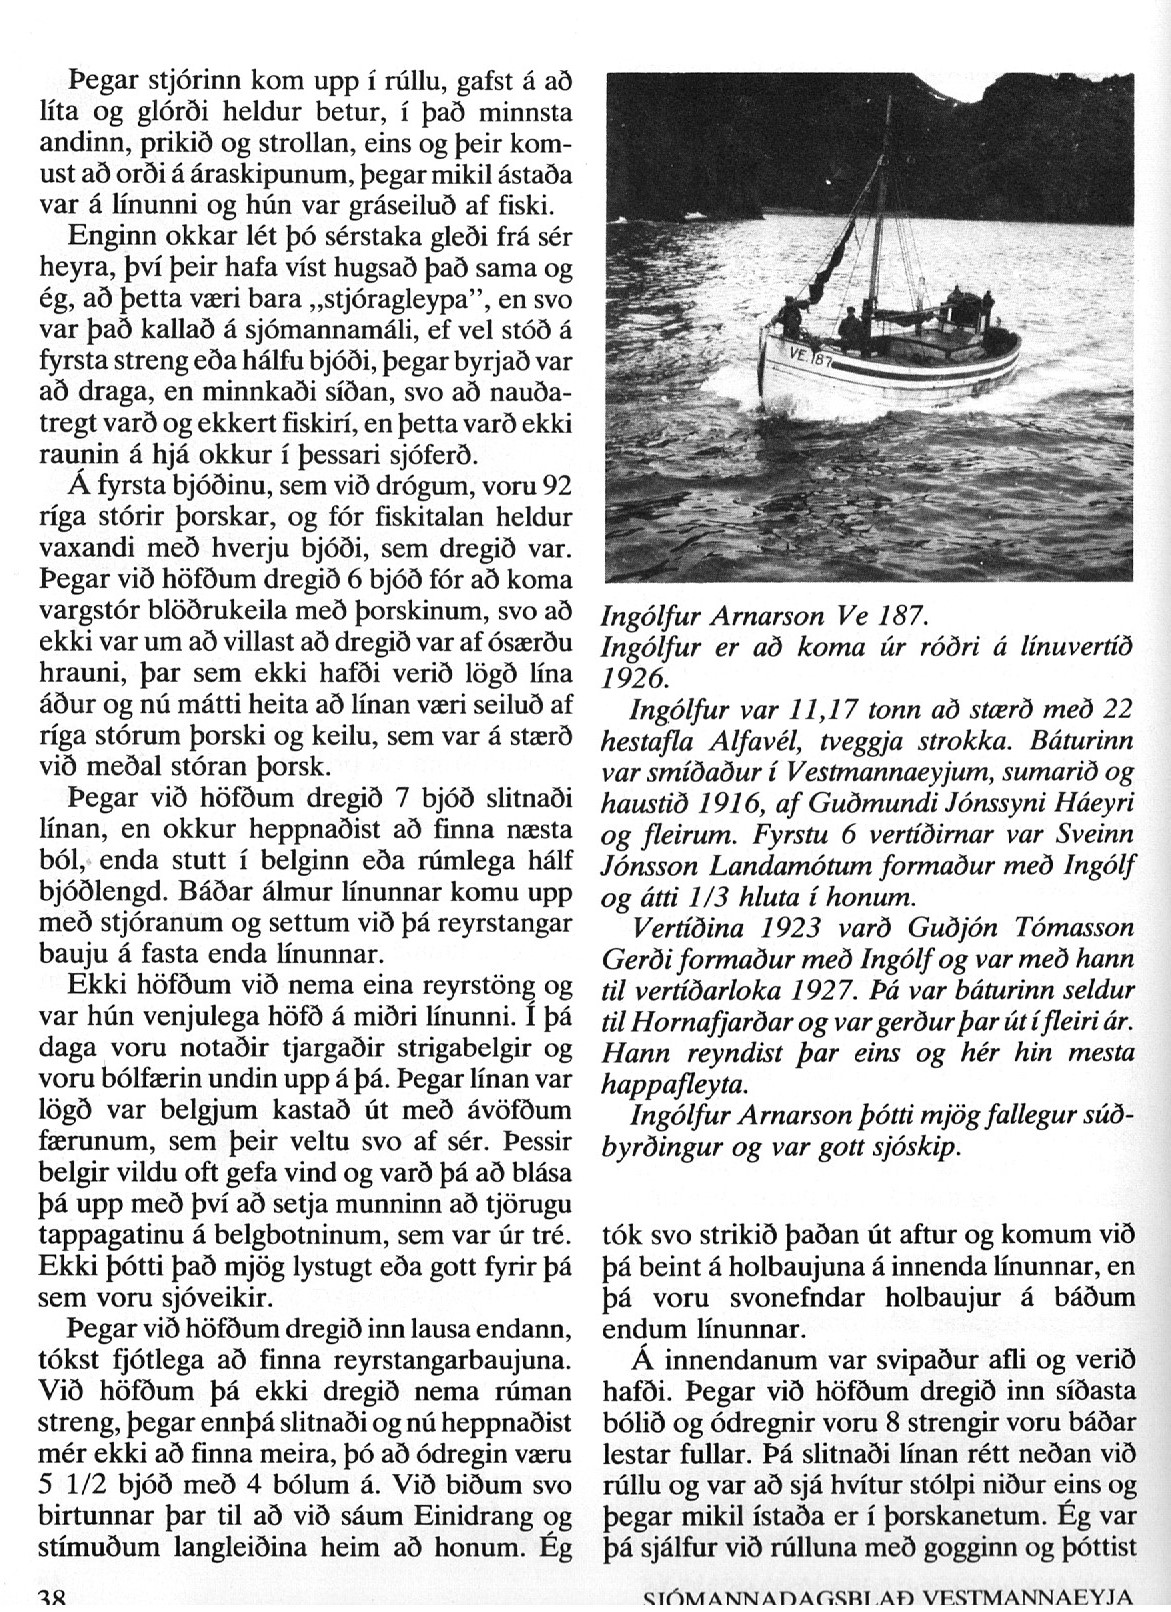 Þegar stjórinn kom upp í rúllu, gafst á að
líta og glórði heldur betur, í það minnsta
andinn, prikið og strollan, eins og þeir kom-
ust að orði á áraskipunum, þegar mikil ástaða
var á línunni og hún var gráseiluð af fiski.
Enginn okkar lét þó sérstaka gleði frá sér
heyra, því þeir hafa víst hugsað það sama og
ég, að þetta væri bara „stjóragleypa”, en svo
var það kallað á sjómannamáli, ef vel stóð á
fyrsta streng eða hálfu bjóði, þegar byrjað var
að draga, en minnkaði síðan, svo að nauða-
tregt varð og ekkert fiskirí, en þetta varð ekki
raunin á hjá okkur í þessari sjóferð.
Á fyrsta bjóðinu, sem við drógum, voru 92
ríga stórir þorskar, og fór fiskitalan heldur
vaxandi með hverju bjóði, sem dregið var.
Þegar við höfðum dregið 6 bjóð fór að koma
vargstór blöðrukeila með þorskinum, svo að
ekki var um að villast að dregið var af ósærðu
hrauni, þar sem ekki hafði verið lögð lína
áður og nú mátti heita að línan væri seiluð af
ríga stórum þorski og keilu, sem var á stærð
við meðal stóran þorsk.
Þegar við höfðum dregið 7 bjóð slitnaði
línan, en okkur heppnaðist að finna næsta
ból, enda stutt í belginn eða rúmlega hálf
bjóðlengd. Báðar álmur línunnar komu upp
með stjóranum og settum við þá reyrstangar
bauju á fasta enda línunnar.
Ekki höfðum við nema eina reyrstöng og
var hún venjulega höfð á miðri línunni. Í þá
daga voru notaðir tjargaðir strigabelgir og
voru bólfærin undin upp á þá. Þegar línan var
lögð var belgjum kastað út með ávöfðum
færunum, sem þeir veltu svo af sér. Þessir
belgir vildu oft gefa vind og varð þá að blása
þá upp með því að setja munninn að tjörugu
tappagatinu á belgbotninum, sem var úr tré.
Ekki þótti það mjög lystugt eða gott fyrir þá
sem voru sjóveikir.
Þegar við höfðum dregið inn lausa endann,
tókst fjótlega að finna reyrstangarbaujuna.
Við höfðum þá ekki dregið nema rúman
streng, þegar ennþá slitnaði og nú heppnaðist
mér ekki að finna meira, þó að ódregin væru
5 1/2 bjóð með 4 bólum á. Við biðum svo
birtunnar þar til að við sáum Einidrang og
stímuðum langleiðina heim að honum. Ég
VE. 187
Ingólfur Arnarson Ve 187.
Ingólfur er að koma úr róðri á línuvertíð
1926.
Ingólfur var 11,17 tonn að stærð með 22
hestafla Alfavél, tveggja strokka. Báturinn
var smíðaður í Vestmannaeyjum, sumarið og
haustið 1916, af Guðmundi Jónssyni Háeyri
og fleirum. Fyrstu 6 vertíðirnar var Sveinn
Jónsson Landamótum formaður með Ingólf
og átti 1/3 hluta í honum.
Vertíðina 1923 varð Guðjón Tómasson
Gerði formaður með Ingólf og var með hann
til vertíðarloka 1927. Þá var báturinn seldur
til Hornafjarðar og var gerður þar út í fleiri ár.
Hann reyndist þar eins og hér hin mesta
happafleyta.
Ingólfur Arnarson þótti mjög fallegur súð-
byrðingur og var gott sjóskip.
tók svo strikið þaðan út aftur og komum við
þá beint á holbaujuna á innenda línunnar, en
þá voru svonefndar holbaujur á báðum
endum línunnar.
Á innendanum var svipaður afli og verið
hafði. Þegar við höfðum dregið inn síðasta
bólið og ódregnir voru 8 strengir voru báðar
lestar fullar. Þá slitnaði línan rétt neðan við
rúllu og var að sjá hvítur stólpi niður eins og
þegar mikil ístaða er í þorskanetum. Ég var
þá sjálfur við rúlluna með gogginn og þóttist
38
SJÓMANNADAGSBLAÐ VESTMANNAEYJA